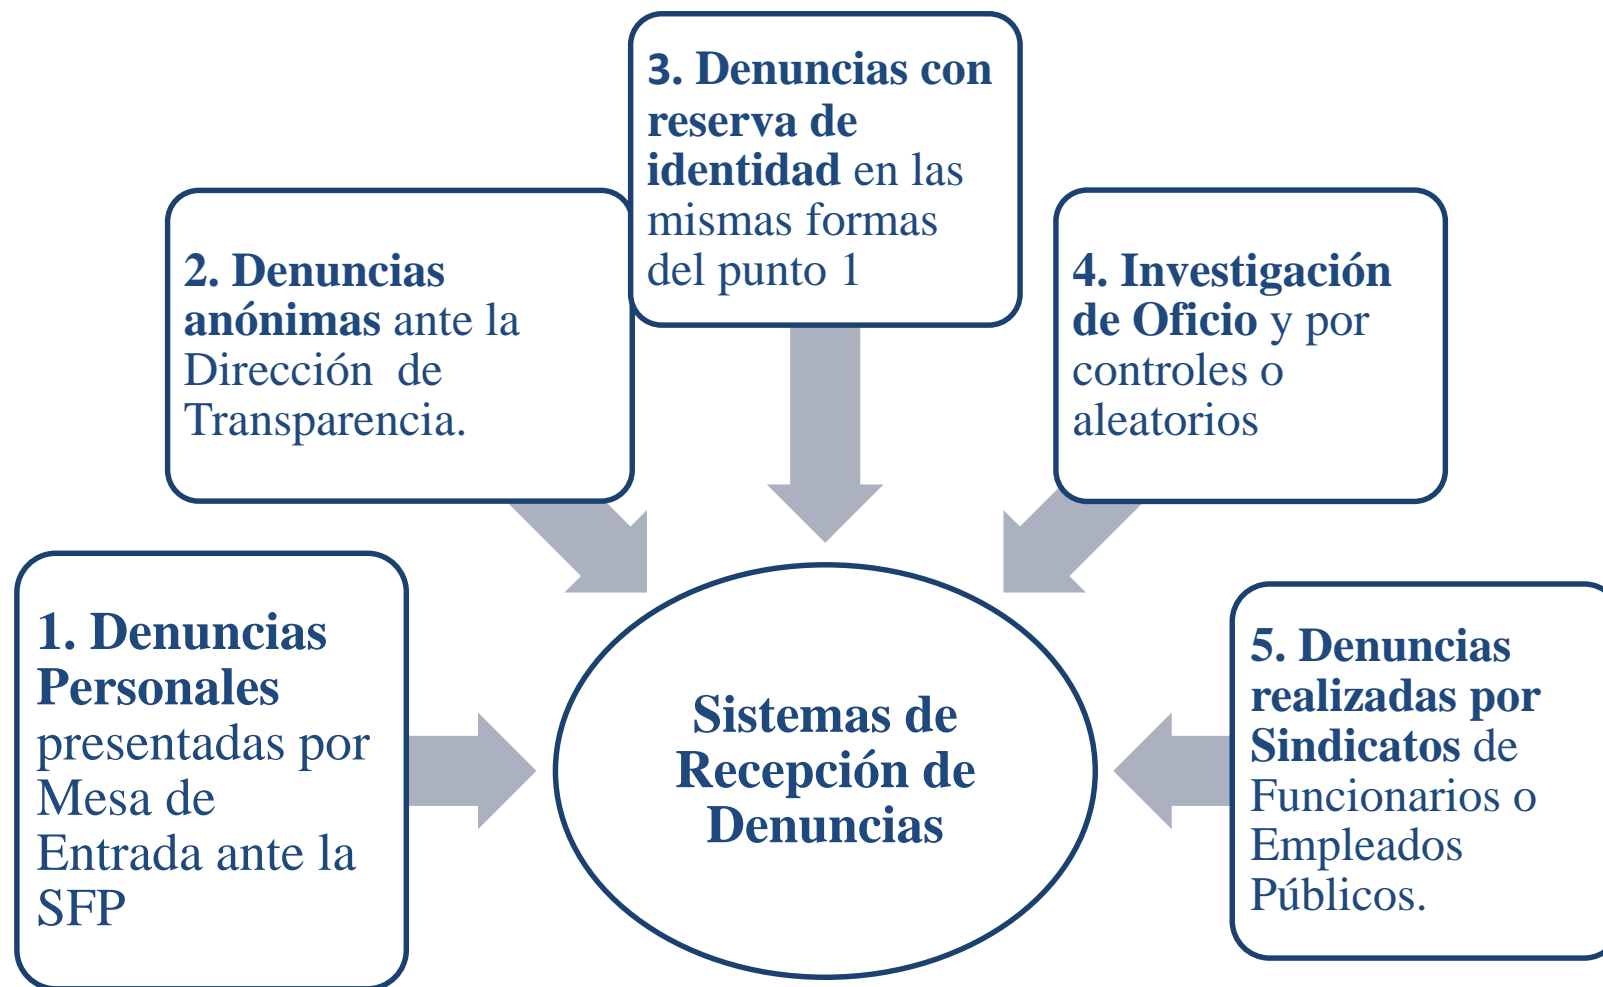 3. Denuncias con
reserva de
identidad en las
mismas formas
del punto 1
2. Denuncias
anónimas ante la
Dirección de
Transparencia.
4. Investigación
de Oficio y por
controles o
aleatorios
1. Denuncias
Personales
presentadas por
Mesa de
Entrada ante la
SFP
Sistemas de
Recepción de
Denuncias
5. Denuncias
realizadas por
Sindicatos de
Funcionarios o
Empleados
Públicos.